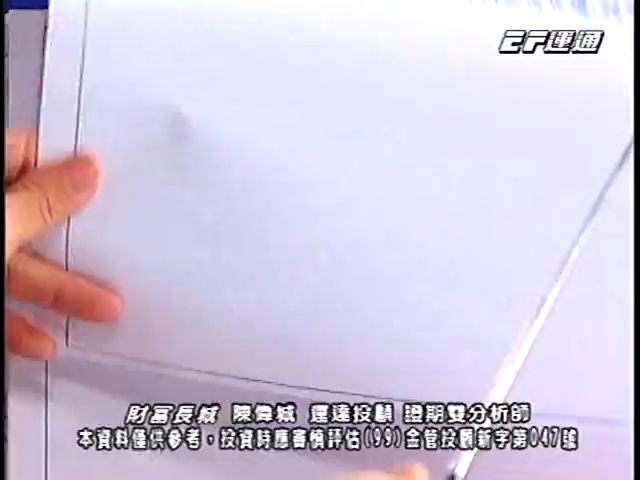 EF運通
財富長城 陳偉城 運達投顧 證期雙分析師
本資料僅供參考，投資時應審慎評估(99)金管投顧新字第047號